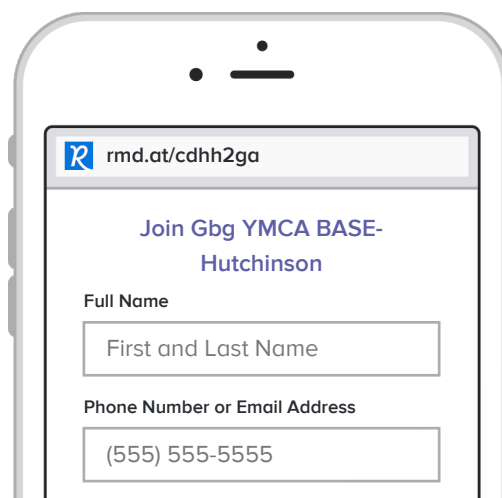 rmd.at/cdhh2ga
Join Gbg YMCA BASE-
Hutchinson
Full Name
First and Last Name
Phone Number or Email Address
(555) 555-5555